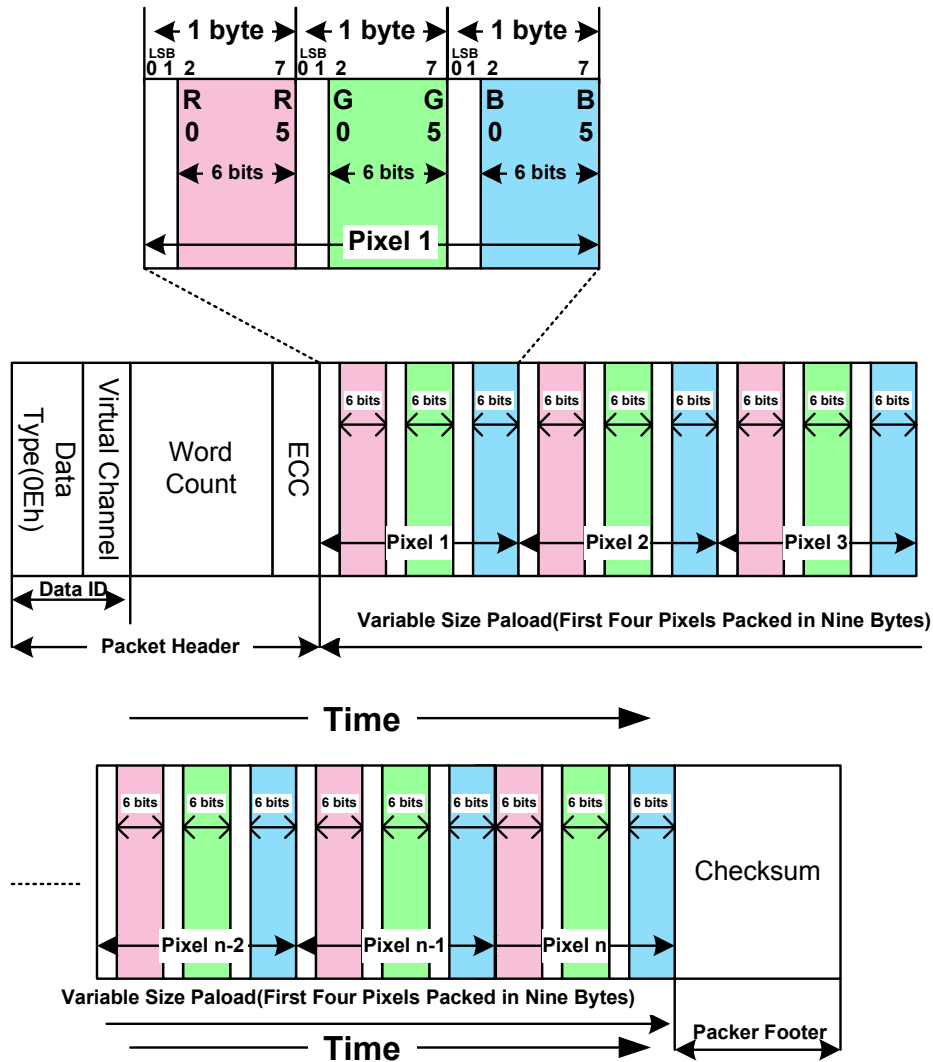 1 byte 1 byte 1 byte
LSB LSB LSB
0 1 2 7 0 1 2 7 0 1 2 7
R R G G B B
0 5 0 5 0 5
6 bits 6 bits 6 bits
Pixel 1
Data Type(0Eh)
Virtual Channel
Word Count
ECC
6 bits 6 bits 6 bits 6 bits 6 bits 6 bits 6 bits 6 bits 6 bits
Pixel 1 Pixel 2 Pixel 3
Data ID
Variable Size Paload(First Four Pixels Packed in Nine Bytes)
Packet Header
Time
6 bits 6 bits 6 bits 6 bits 6 bits 6 bits 6 bits 6 bits 6 bits
Checksum
Pixel n-2 Pixel n-1 Pixel n
Variable Size Paload(First Four Pixels Packed in Nine Bytes)
Packer Footer
Time